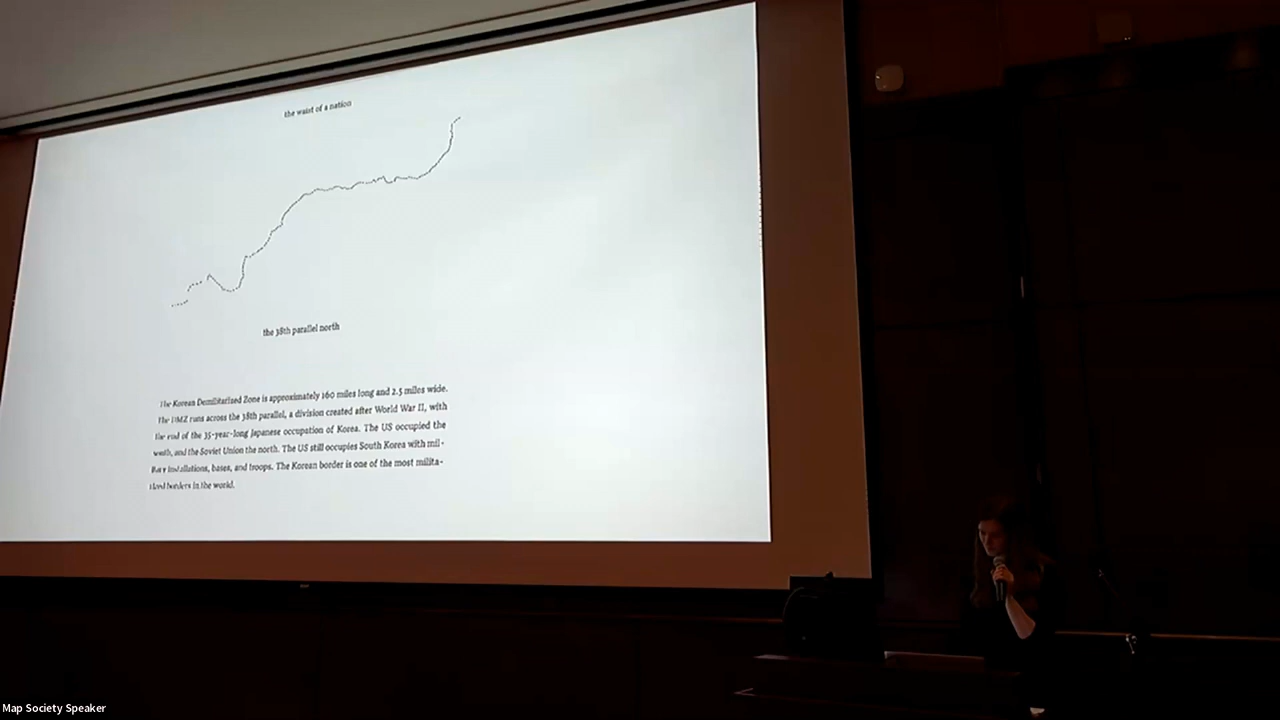 the waist of a nation
the 38th parallel north
The Korean Demilitarized Zone is approximately 160 miles long and 2.5 miles wide.
The DMZ runs across the 38th parallel, a division created after World War II, with
the end of the 35-year-long Japanese occupation of Korea. The US occupied the
south, and the Soviet Union the north. The US still occupies South Korea with mil-
itary installations, bases, and troops. The Korean border is one of the most milita-
rized borders in the world.
Map Society Speaker